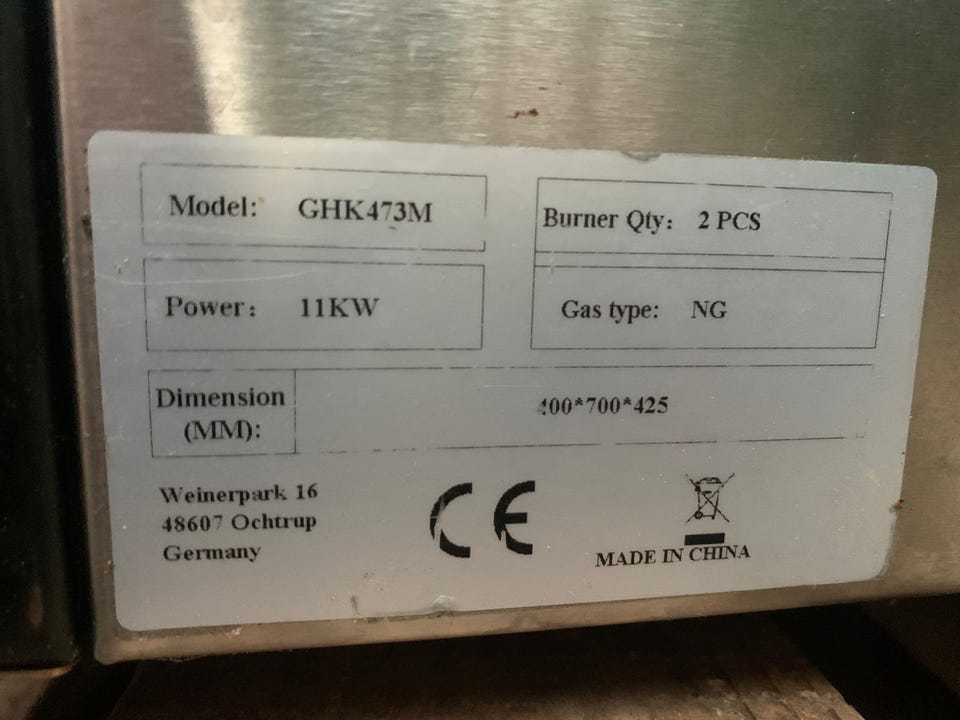 Model: GHK473M
Burner Qty: 2 PCS
Power: 11KW
Gas type: NG
Dimension
(MM):
400*700*425
Weinerpark 16
48607 Ochtrup
Germany
CE
MADE IN CHINA